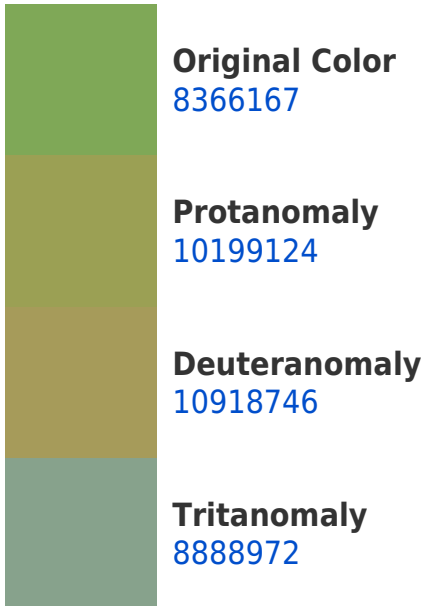 Original Color
8366167
Protanomaly
10199124
Deuteranomaly
10918746
Tritanomaly
8888972